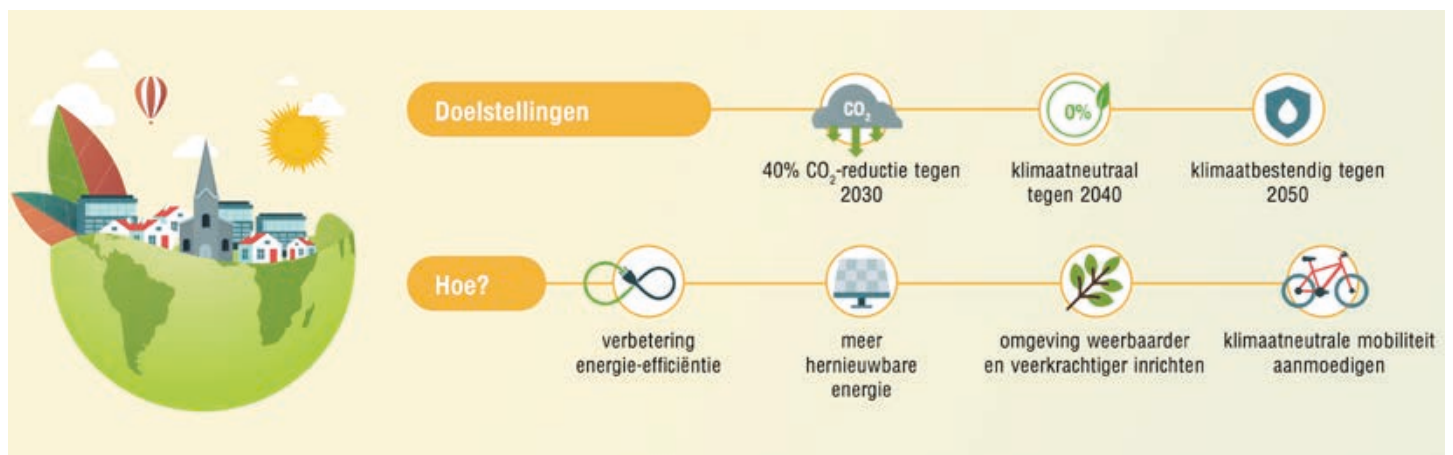 Doelstellingen
CO₂
0%
40% CO₂-reductie tegen
2030
klimaatneutraal
tegen 2040
klimaatbestendig tegen
2050
Hoe?
verbetering
energie-efficiëntie
meer
hernieuwbare
energie
omgeving weerbaarder
en veerkrachtiger inrichten
klimaatneutrale mobiliteit
aanmoedigen